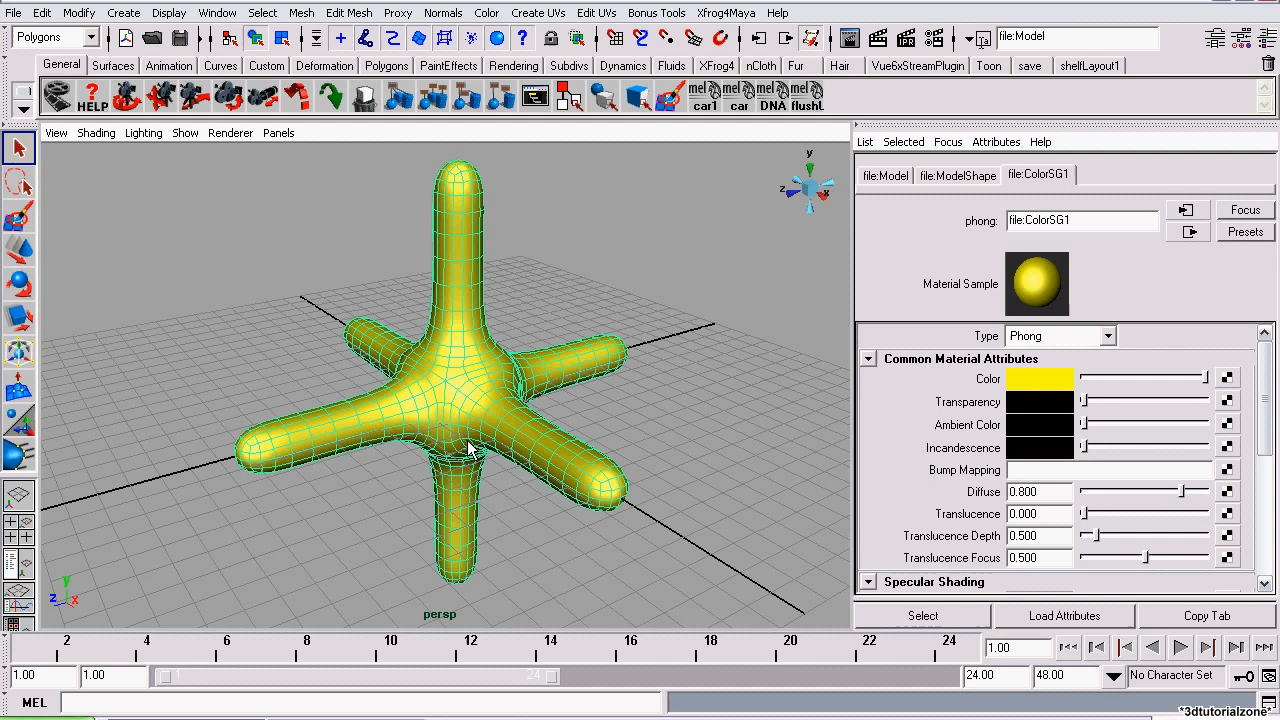 File Edit Modify Create Display Window Select Mesh Edit Mesh Proxy Normals Color Create UVs Edit UVs Bonus Tools Xfrog4Maya Help
Polygons
file:Model
General Surfaces Animation Curves Custom Deformation Polygons PaintEffects Rendering Subdivs Dynamics Fluids XFrog4 nCloth Fur Hair Vue6xStreamPlugin Toon save shelfLayout1
? HELP mel car1 mel car mel DNA mel flushL
View Shading Lighting Show Renderer Panels
List Selected Focus Attributes Help
file:Model file:ModelShape file:ColorSG1
phong: file:ColorSG1 Focus
Presets
Material Sample
Type Phong
Common Material Attributes
Color
Transparency
Ambient Color
Incandescence
Bump Mapping
Diffuse 0.800
Translucence 0.000
Translucence Depth 0.500
Translucence Focus 0.500
Specular Shading
Select Load Attributes Copy Tab
y
z x
y
z x
persp
2 4 6 8 10 12 14 16 18 20 22 24 1.00
1.00 1.00 1 24 24.00 48.00 No Character Set
MEL
*3dtutorialzone*